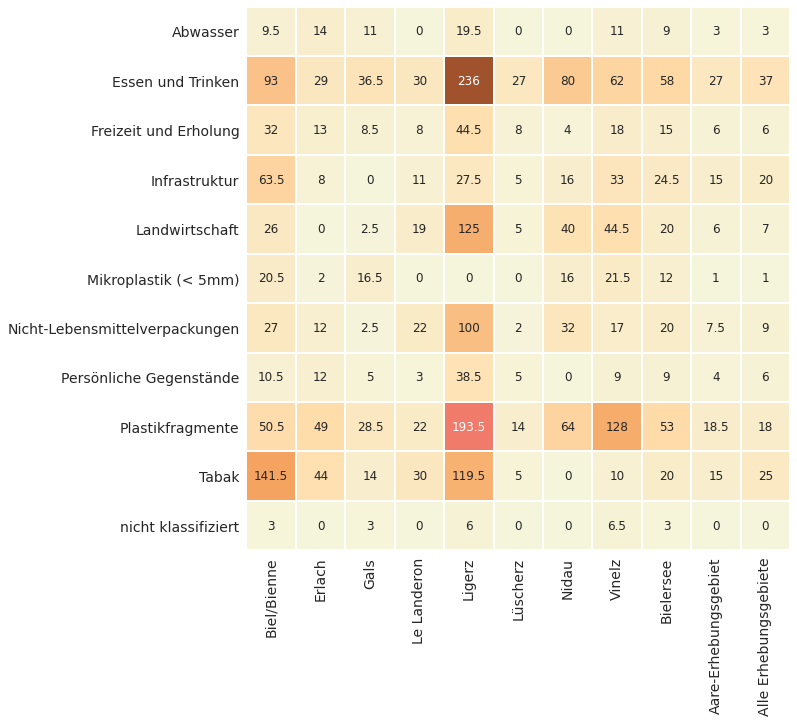 Abwasser 9.5 14 11 0 19.5 0 0 11 9 3 3
Essen und Trinken 93 29 36.5 30 236 27 80 62 58 27 37
Freizeit und Erholung 32 13 8.5 8 44.5 8 4 18 15 6 6
Infrastruktur 63.5 8 0 11 27.5 5 16 33 24.5 15 20
Landwirtschaft 26 0 2.5 19 125 5 40 44.5 20 6 7
Mikroplastik (< 5mm) 20.5 2 16.5 0 0 0 16 21.5 12 1 1
Nicht-Lebensmittelverpackungen 27 12 2.5 22 100 2 32 17 20 7.5 9
Persönliche Gegenstände 10.5 12 5 3 38.5 5 0 9 9 4 6
Plastikfragmente 50.5 49 28.5 22 193.5 14 64 128 53 18.5 18
Tabak 141.5 44 14 30 119.5 5 0 10 20 15 25
nicht klassifiziert 3 0 3 0 6 0 0 6.5 3 0 0
Biel/Bienne
Erlach
Gals
Le Landeron
Ligerz
Lüscherz
Nidau
Vinelz
Bielersee
Aare-Erhebungsgebiet
Alle Erhebungsgebiete